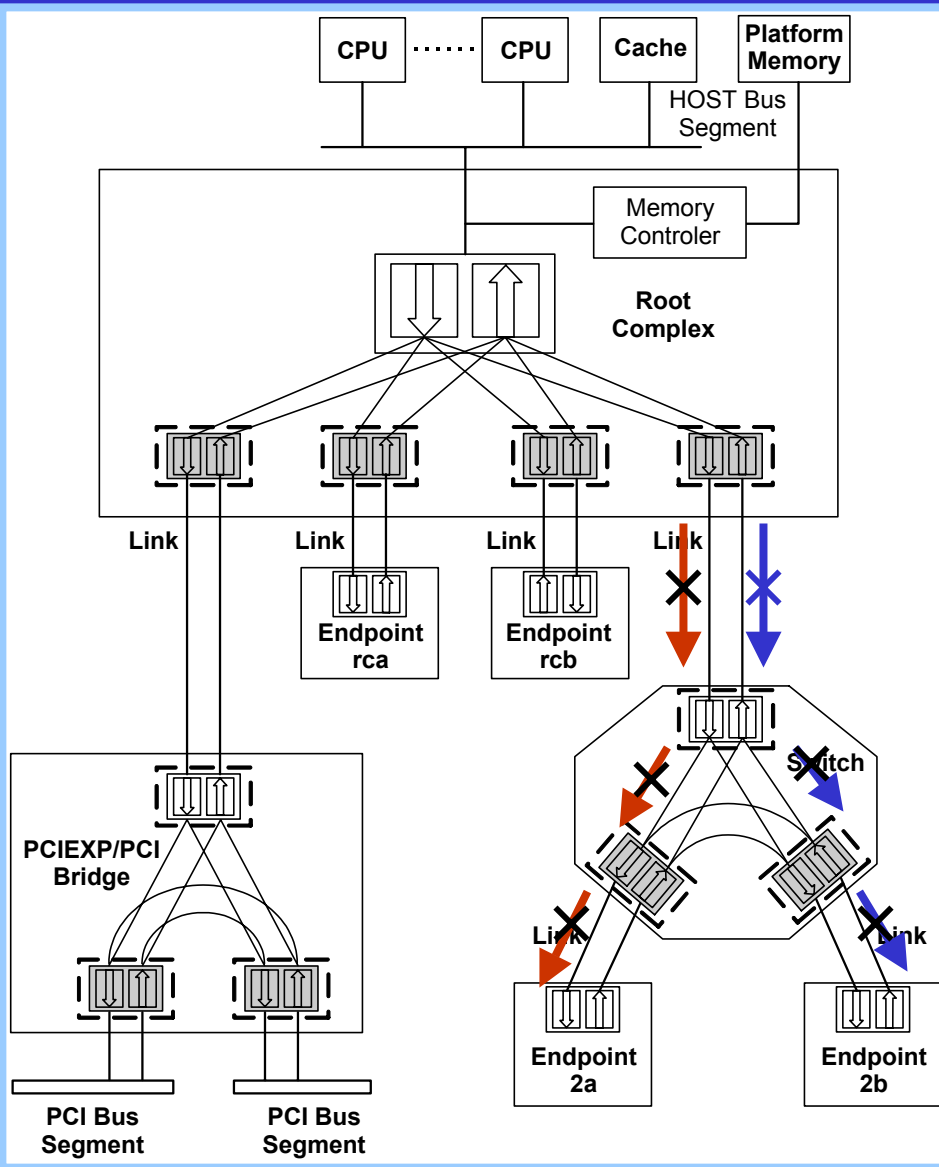 CPU
CPU
Cache
Platform
Memory
HOST Bus
Segment
Memory
Controler
Root
Complex
Link
Link
Link
Link
Endpoint
rca
Endpoint
rcb
Switch
PCIEXP/PCI
Bridge
Link
Link
Endpoint
2a
Endpoint
2b
PCI Bus
Segment
PCI Bus
Segment